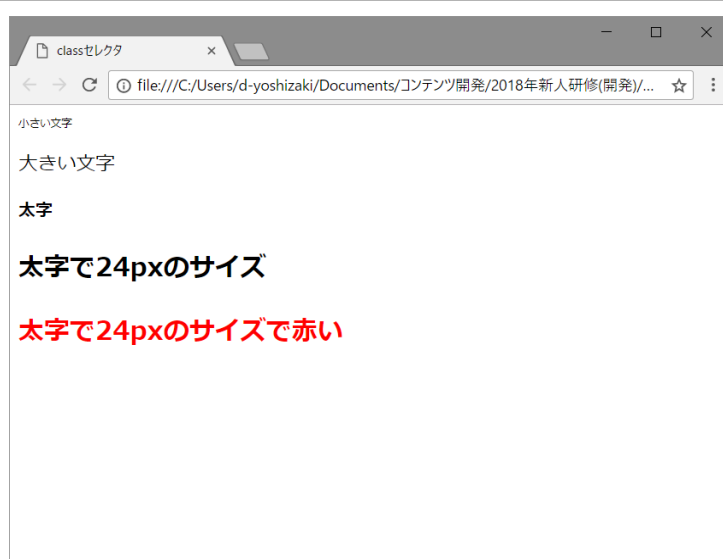 classセレクタ
file:///C:/Users/d-yoshizaki/Documents/コンテンツ開発/2018年新人研修(開発)/...
小さい文字
大きい文字
太字
太字で24pxのサイズ
太字で24pxのサイズで赤い